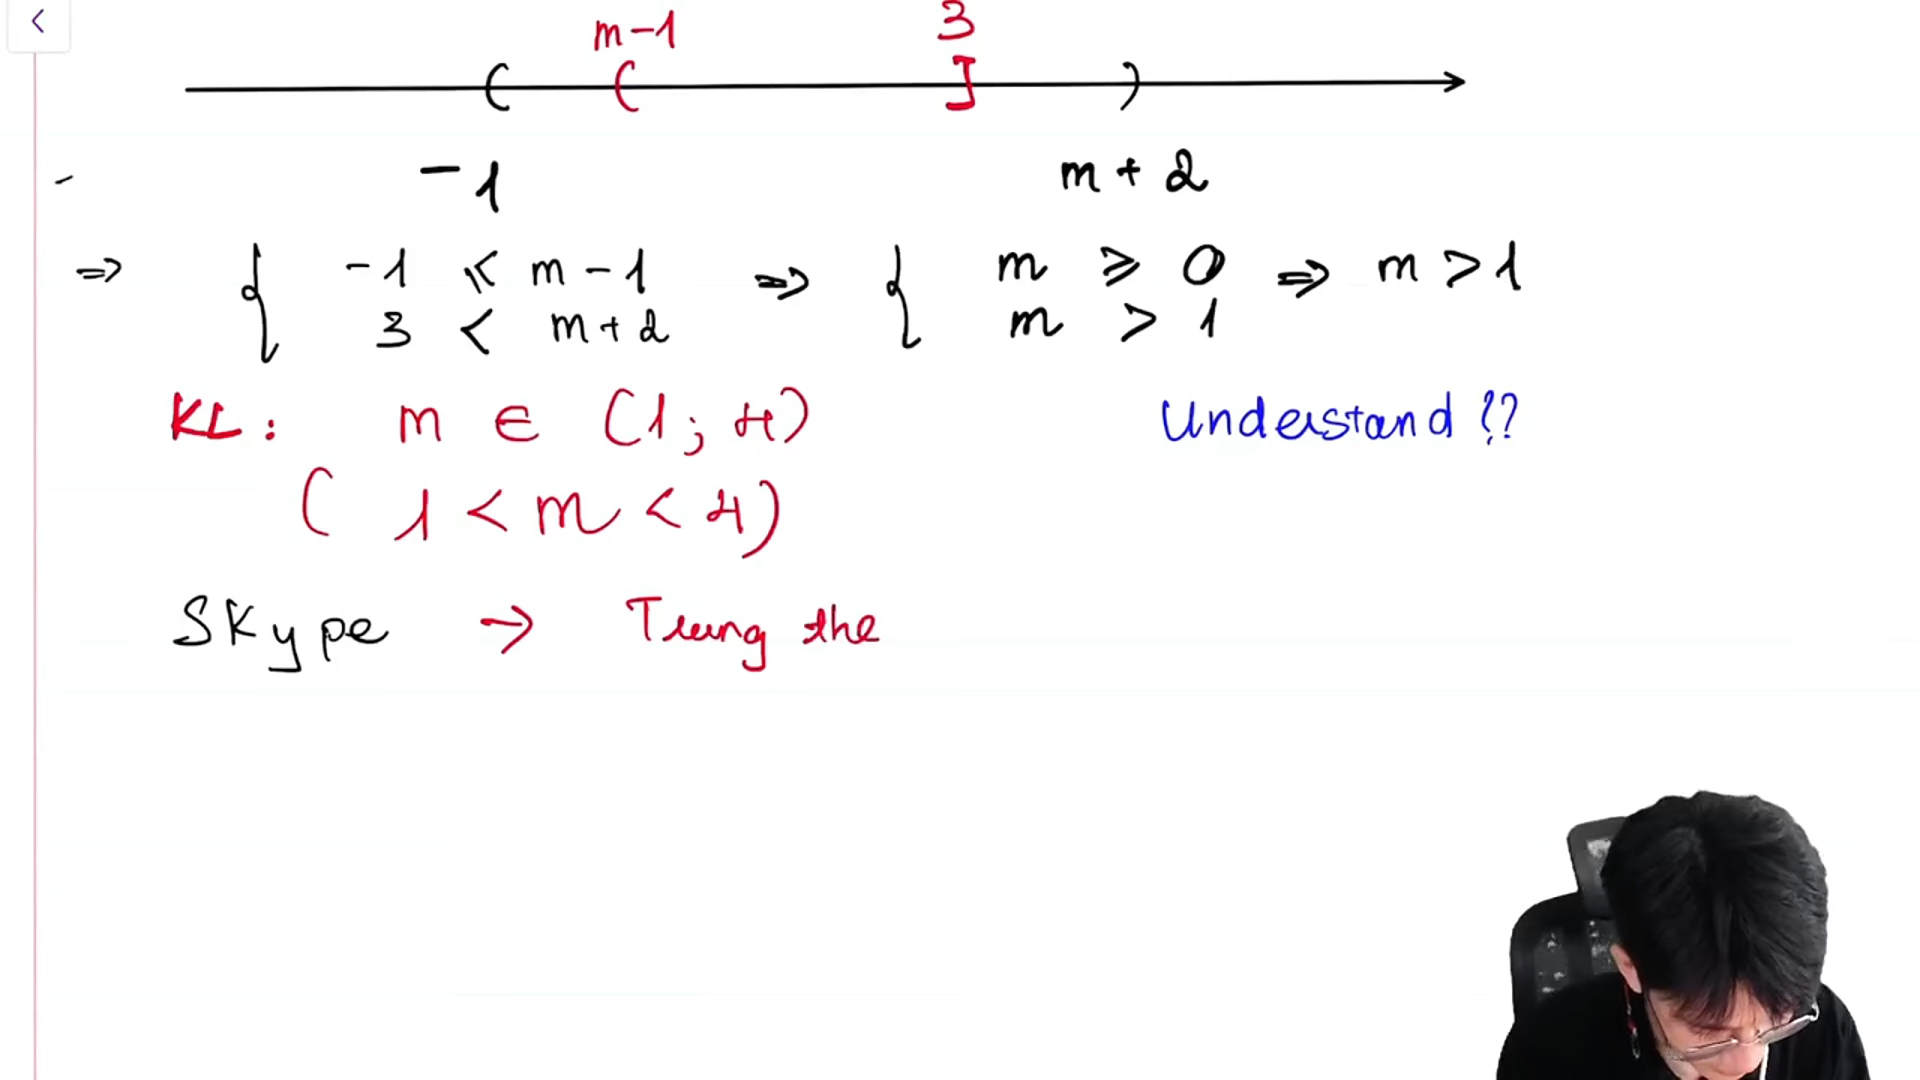 m-1 3
-1 m+2
⇒ { -1 ≤ m-1 ⇒ { m ≥ 0 ⇒ m > 1
3 < m+2 m > 1
KL: m ∈ (1; 4) Understand !?
( 1 < m < 4)
Skype → Trung the